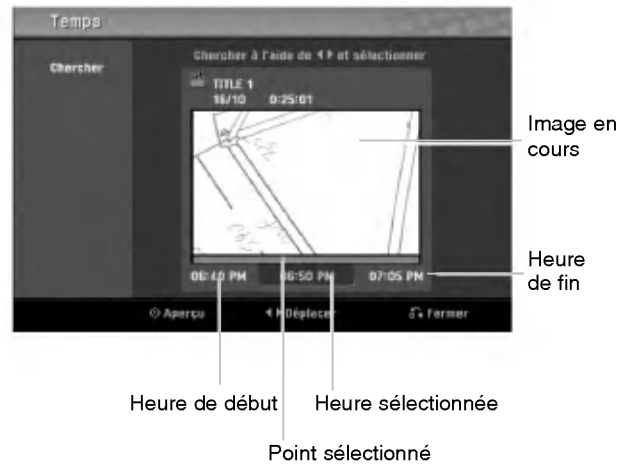 Temps
Chercher
Chercher à l'aide de ◄► et sélectionner
TITLE 1
16/10 0:25:01
Image en
cours
06:40 PM 06:50 PM 07:05 PM
Heure
de fin
Aperçu ◄► Déplacer Fermer
Heure de début Heure sélectionnée
Point sélectionné